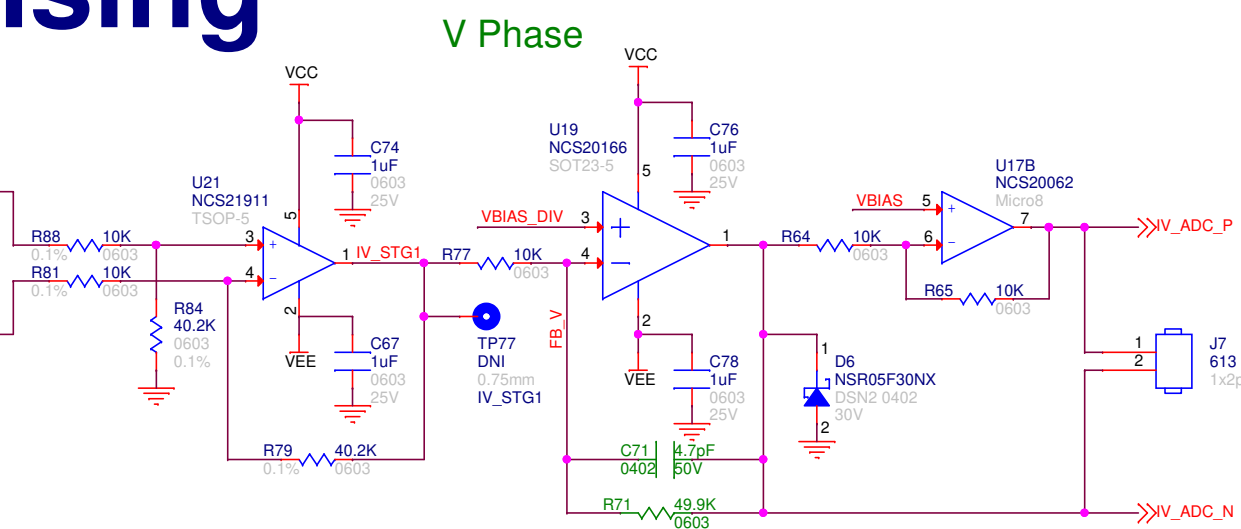 ising
V Phase
VCC
C74
1uF
0603
25V
U21
NCS21911
TSOP-5
5
R88
10K
0.1%
0603
3
+
R81
10K
0.1%
0603
4
−
1
IV_STG1
2
VEE
R84
40.2K
0603
0.1%
C67
1uF
0603
25V
R79
40.2K
0.1%
0603
TP77
DNI
0.75mm
IV_STG1
R77
10K
0603
VCC
C76
1uF
0603
25V
U19
NCS20166
SOT23-5
5
VBIAS_DIV
3
+
4
−
1
2
VEE
FB_V
C78
1uF
0603
25V
C71
4.7pF
0402
50V
R71
49.9K
0603
R64
10K
0603
D6
NSR05F30NX
DSN2 0402
30V
1
2
U17B
NCS20062
Micro8
VBIAS
5
+
6
−
7
R65
10K
0603
IV_ADC_P
1
2
J7
613
IV_ADC_N